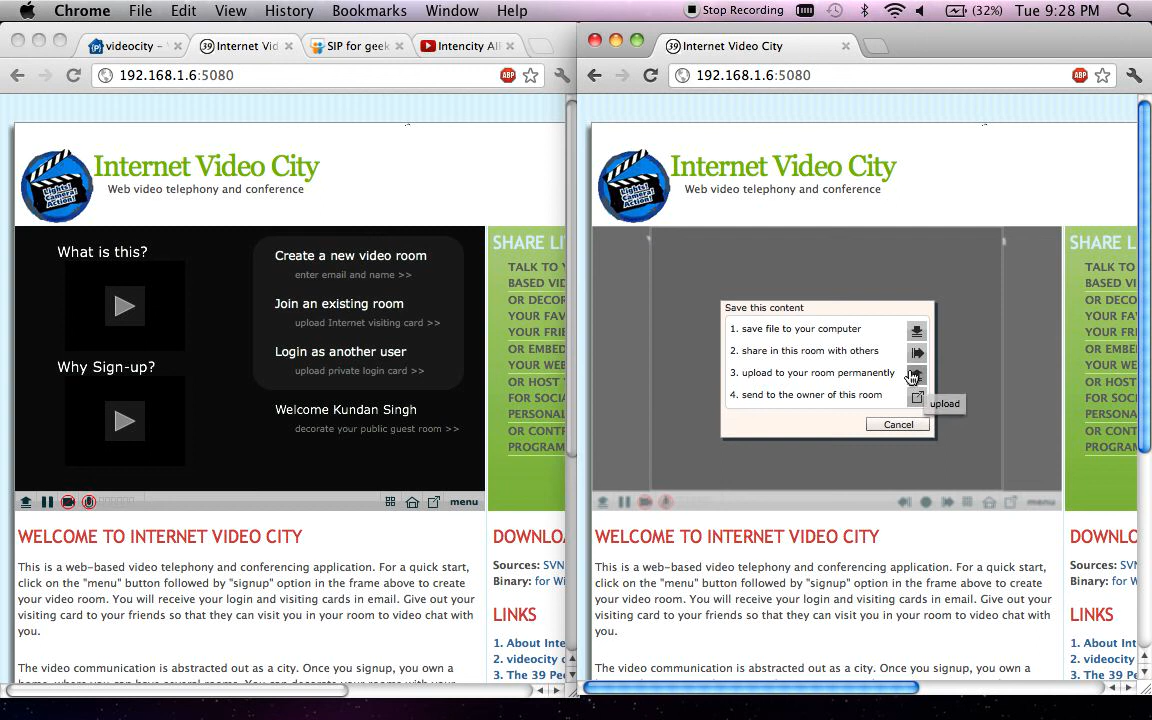 Chrome File Edit View History Bookmarks Window Help Stop Recording (32%) Tue 9:28 PM
videocity –
Internet Vid
SIP for geek
Intencity Ali
192.168.1.6:5080
ABP
Internet Video City
Web video telephony and conference
Lights! Camera! Action!
What is this?
Why Sign-up?
Create a new video room
enter email and name >>
Join an existing room
upload Internet visiting card >>
Login as another user
upload private login card >>
Welcome Kundan Singh
decorate your public guest room >>
menu
SHARE LI
TALK TO Y
BASED VID
OR DECOR
YOUR FAV
YOUR FRIE
OR EMBED
YOUR WEB
OR HOST
FOR SOCIA
PERSONAL
OR CONTR
PROGRAM
WELCOME TO INTERNET VIDEO CITY
This is a web-based video telephony and conferencing application. For a quick start,
click on the "menu" button followed by "signup" option in the frame above to create
your video room. You will receive your login and visiting cards in email. Give out your
visiting card to your friends so that they can visit you in your room to video chat with
you.
The video communication is abstracted out as a city. Once you signup, you own a
DOWNLOA
Sources: SVN
Binary: for Wi
LINKS
1. About Inte
2. videocity o
3. The 39 Pe
Internet Video City
192.168.1.6:5080
ABP
Internet Video City
Web video telephony and conference
Lights! Camera! Action!
Save this content
1. save file to your computer
2. share in this room with others
3. upload to your room permanently
4. send to the owner of this room
upload
Cancel
menu
SHARE LI
TALK TO
BASED VI
OR DECO
YOUR FA
YOUR FRI
OR EMBE
YOUR WE
OR HOST
FOR SOCI
PERSONA
OR CONT
PROGRAM
WELCOME TO INTERNET VIDEO CITY
This is a web-based video telephony and conferencing application. For a quick start,
click on the "menu" button followed by "signup" option in the frame above to create
your video room. You will receive your login and visiting cards in email. Give out your
visiting card to your friends so that they can visit you in your room to video chat with
you.
The video communication is abstracted out as a city. Once you signup, you own a
DOWNLO
Sources: SV
Binary: for W
LINKS
1. About Int
2. videocity
3. The 39 P